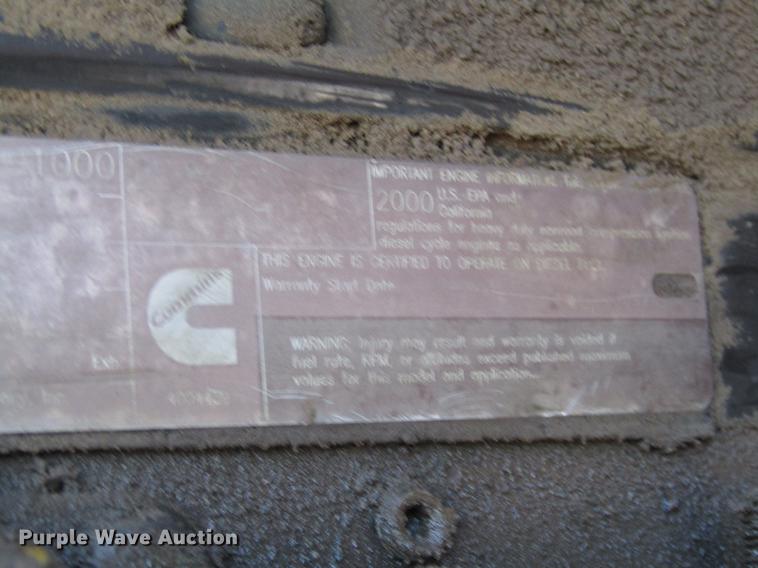 1000
IMPORTANT ENGINE
2000 U.S. EPA and
California
regulations for heavy duty
diesel cycle engines as applicable.
THIS ENGINE IS CERTIFIED TO OPERATE ON DIESEL FUEL.
Warranty Start Date
Cummins
WARNING: Injury may result and warranty is voided if
fuel rate, RPM, or altitudes exceed published maximum
values for this model and application.
Exh.
Inc.
Purple Wave Auction